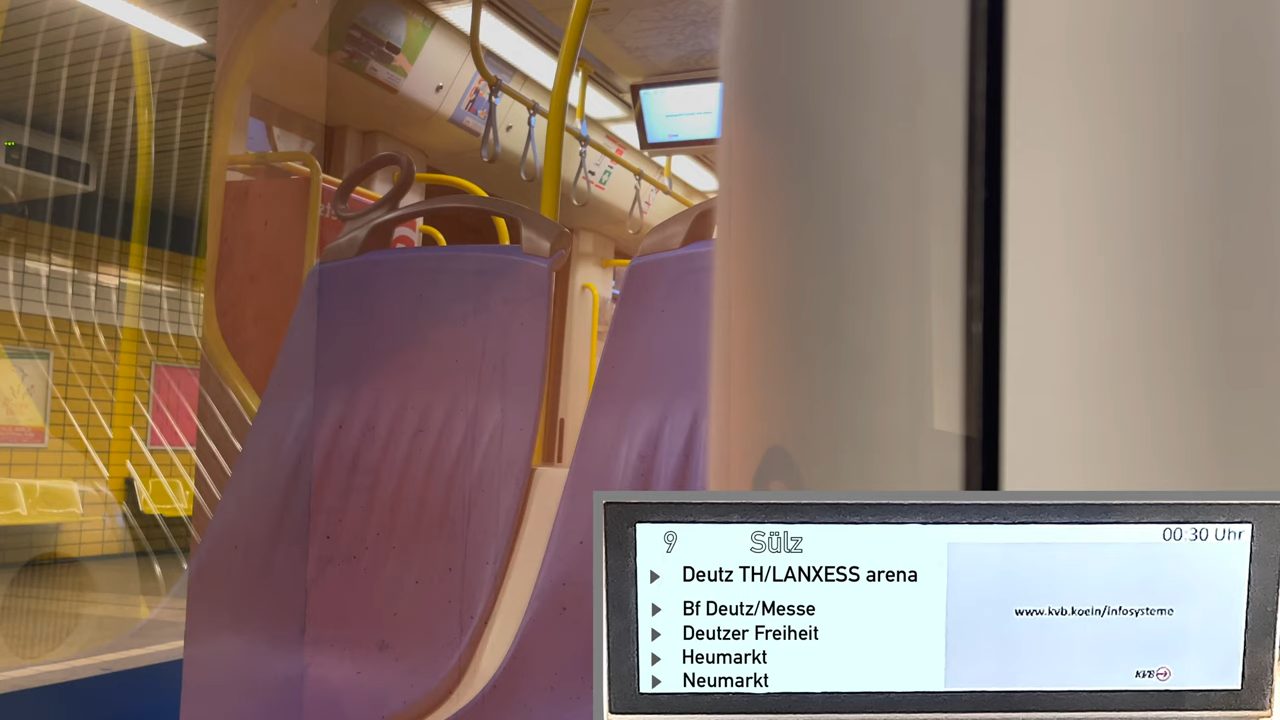 9 Sülz 00:30 Uhr
Deutz TH/LANXESS arena
Bf Deutz/Messe
Deutzer Freiheit
Heumarkt
Neumarkt
www.kvb.koeln/infosysteme
KVB